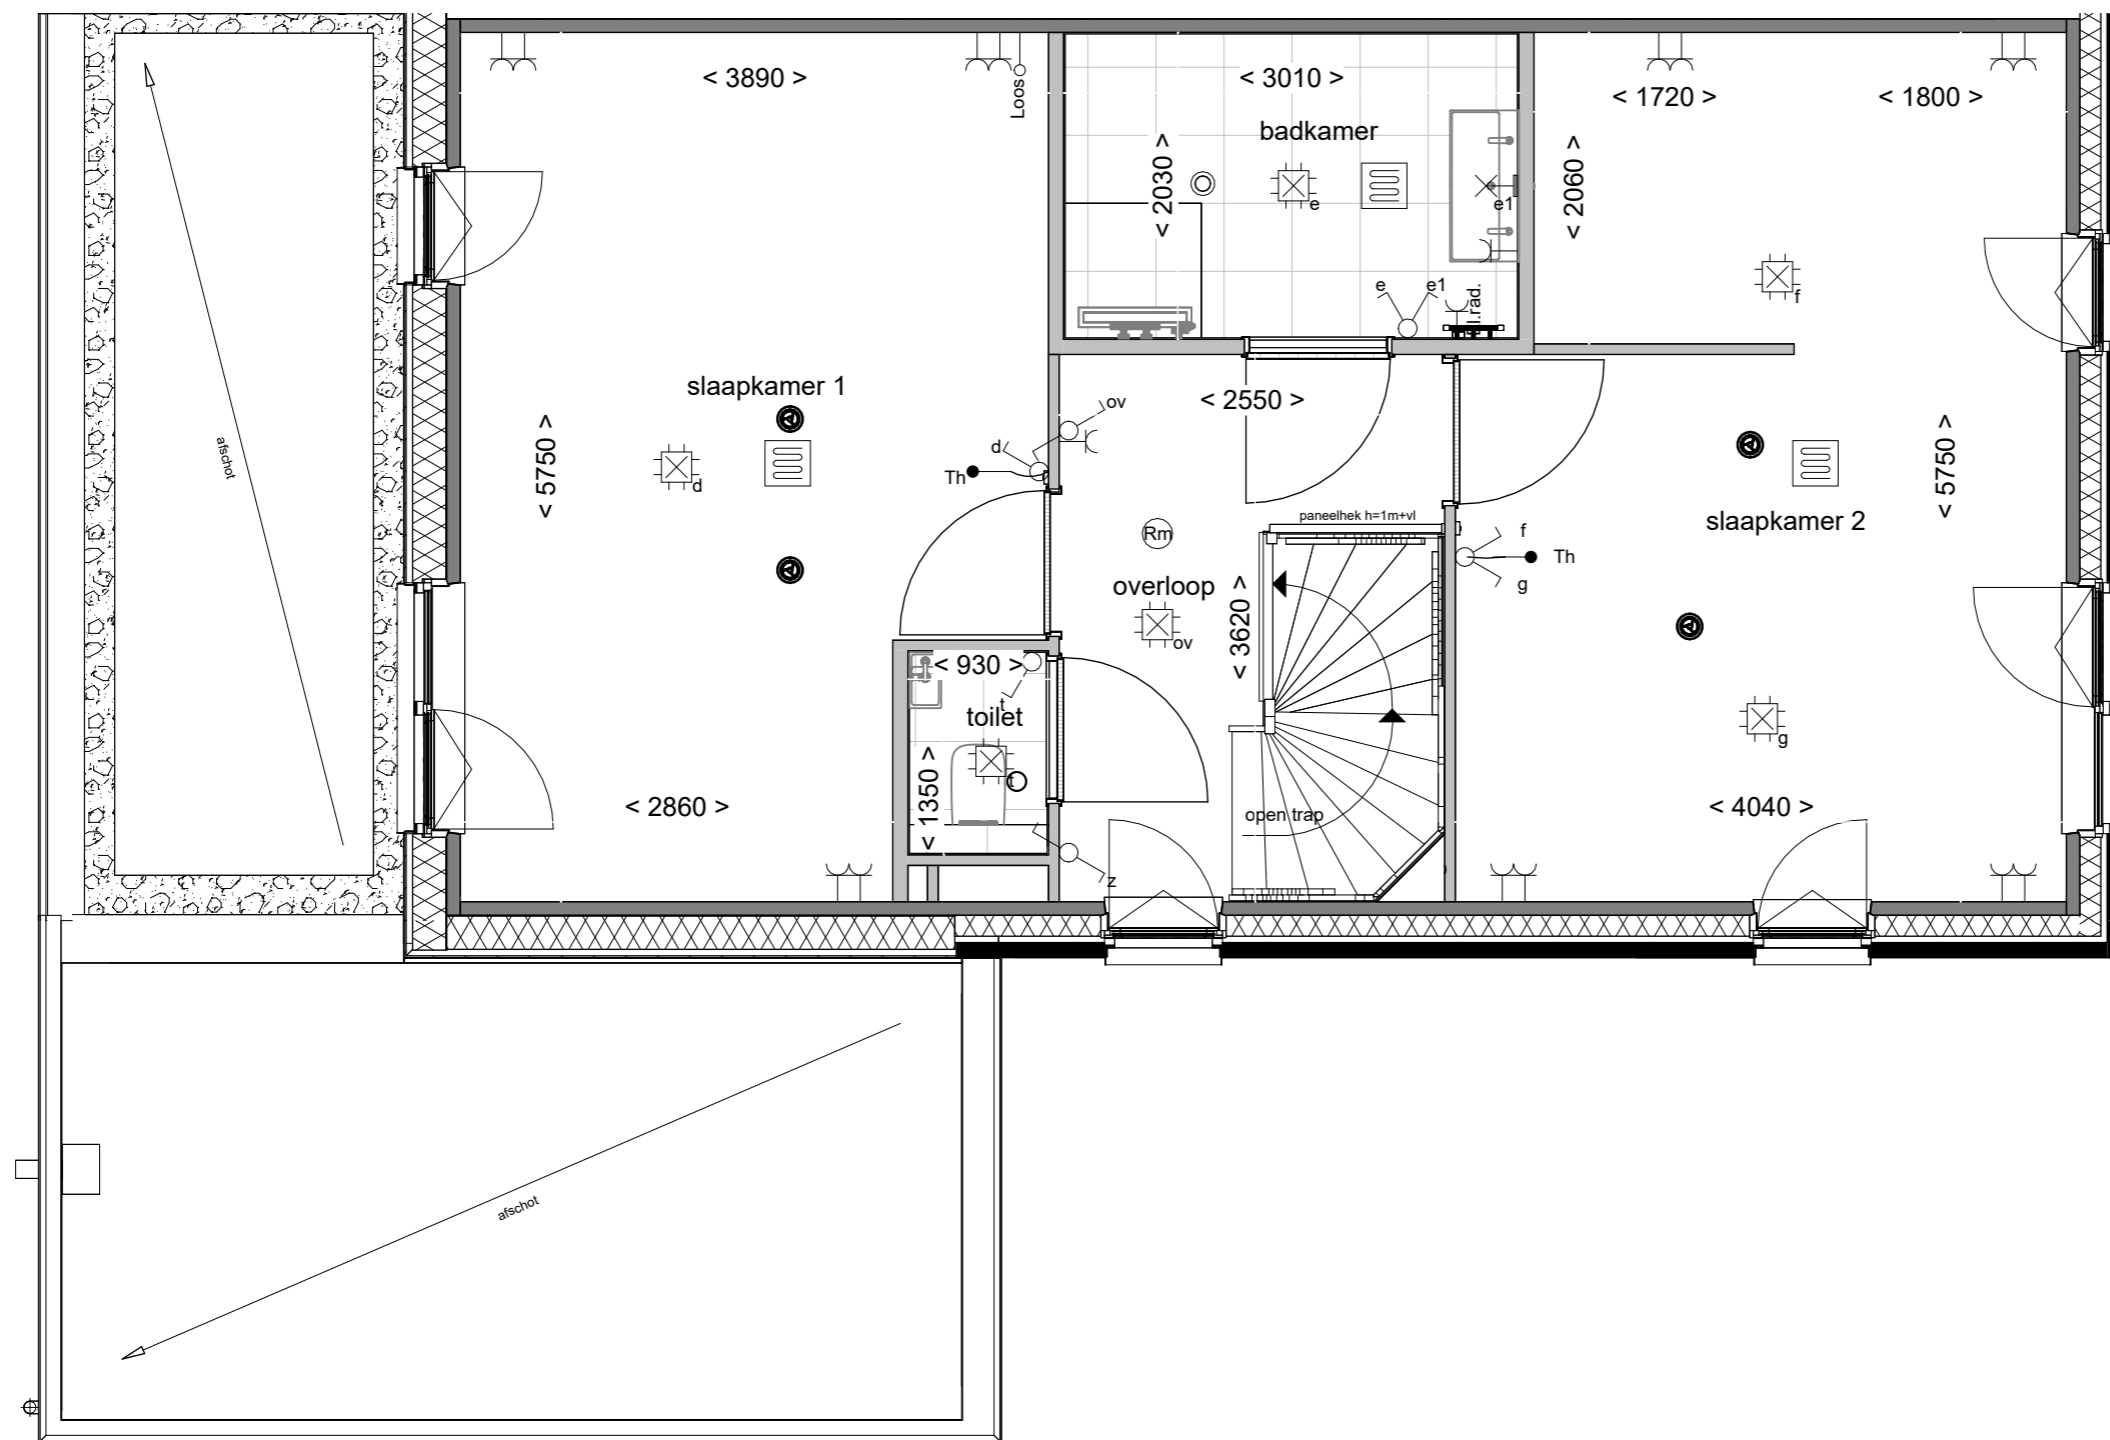 < 3890 >
Loos
< 3010 >
badkamer
< 1720 >
< 1800 >
< 2030 >
e
e1
< 2060 >
e
e1
l.rad.
f
slaapkamer 1
< 2550 >
ov
d
Th
d
< 5750 >
afschot
< 5750 >
slaapkamer 2
paneelhek h=1m+vl
Rm
f
Th
g
overloop
ov
< 3620 >
< 930 >
t
toilet
t
< 1350 >
g
< 2860 >
open trap
< 4040 >
z
afschot